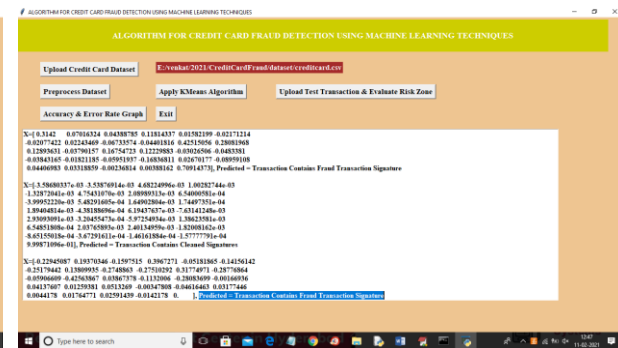 ALGORITHM FOR CREDIT CARD FRAUD DETECTION USING MACHINE LEARNING TECHNIQUES
ALGORITHM FOR CREDIT CARD FRAUD DETECTION USING MACHINE LEARNING TECHNIQUES
Upload Credit Card Dataset E:/venkat/2021/CreditCardFraud/dataset/creditcard.csv
Preprocess Dataset Apply KMeans Algorithm Upload Test Transaction & Evaluate Risk Zone
Accuracy & Error Rate Graph Exit
X=[ 0.3142 0.07016324 0.04388785 0.11814337 0.01582199 -0.02171214
-0.02077422 0.02243469 -0.06733574 -0.04401816 0.42515056 0.28081968
0.12893631 -0.03790157 0.16754723 0.12229883 -0.03026506 -0.0483381
-0.03843165 -0.01821185 -0.05951937 -0.16836811 0.02670177 -0.08959108
0.04406983 0.03318859 -0.00236814 0.00388162 0.70914373], Predicted = Transaction Contains Fraud Transaction Signature
X=[-3.58680337e-03 -3.53876914e-03 4.68224996e-03 1.00282744e-03
-1.32872041e-03 4.75431070e-03 2.08989313e-03 6.54000581e-04
-3.99952220e-04 5.48291605e-04 1.64902804e-03 1.74497351e-04
1.89404814e-03 -4.38188696e-04 6.19437637e-03 -7.63141248e-03
2.93093091e-03 -3.20455473e-04 -5.97254934e-03 1.38623581e-03
6.54851808e-04 2.03765893e-03 2.40134959e-03 -1.82008162e-03
-8.65155018e-04 -3.67291611e-04 -1.46161884e-04 -1.57777791e-04
9.99871096e-01], Predicted = Transaction Contains Cleaned Signatures
X=[-0.22945087 0.19370346 -0.1597515 0.3967271 -0.05181865 -0.14156142
-0.25179442 0.13809935 -0.2748863 -0.27510292 0.31774971 -0.28776864
-0.05906609 -0.42563867 0.03867378 -0.1132006 -0.28083699 -0.00166936
0.04137607 0.01259381 0.0513269 -0.00347808 -0.04616463 0.03177446
0.0044178 0.01764771 0.02591439 -0.0142178 0. ], Predicted = Transaction Contains Fraud Transaction Signature
Type here to search
12:47
11-02-2021